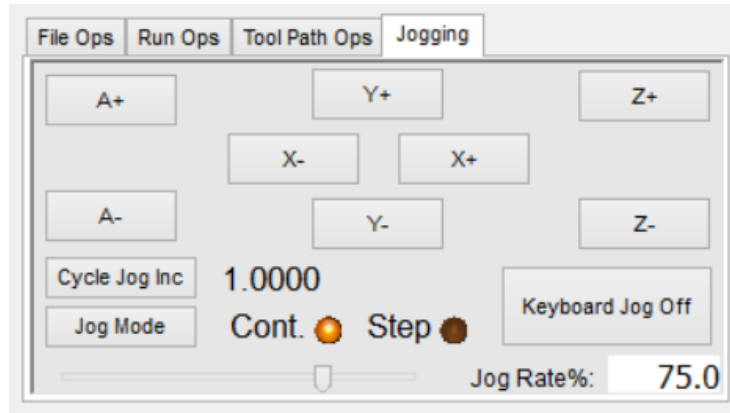 File Ops Run Ops Tool Path Ops Jogging
A+ Y+ Z+
X- X+
A- Y- Z-
Cycle Jog Inc 1.0000
Keyboard Jog Off
Jog Mode Cont. Step
Jog Rate%: 75.0